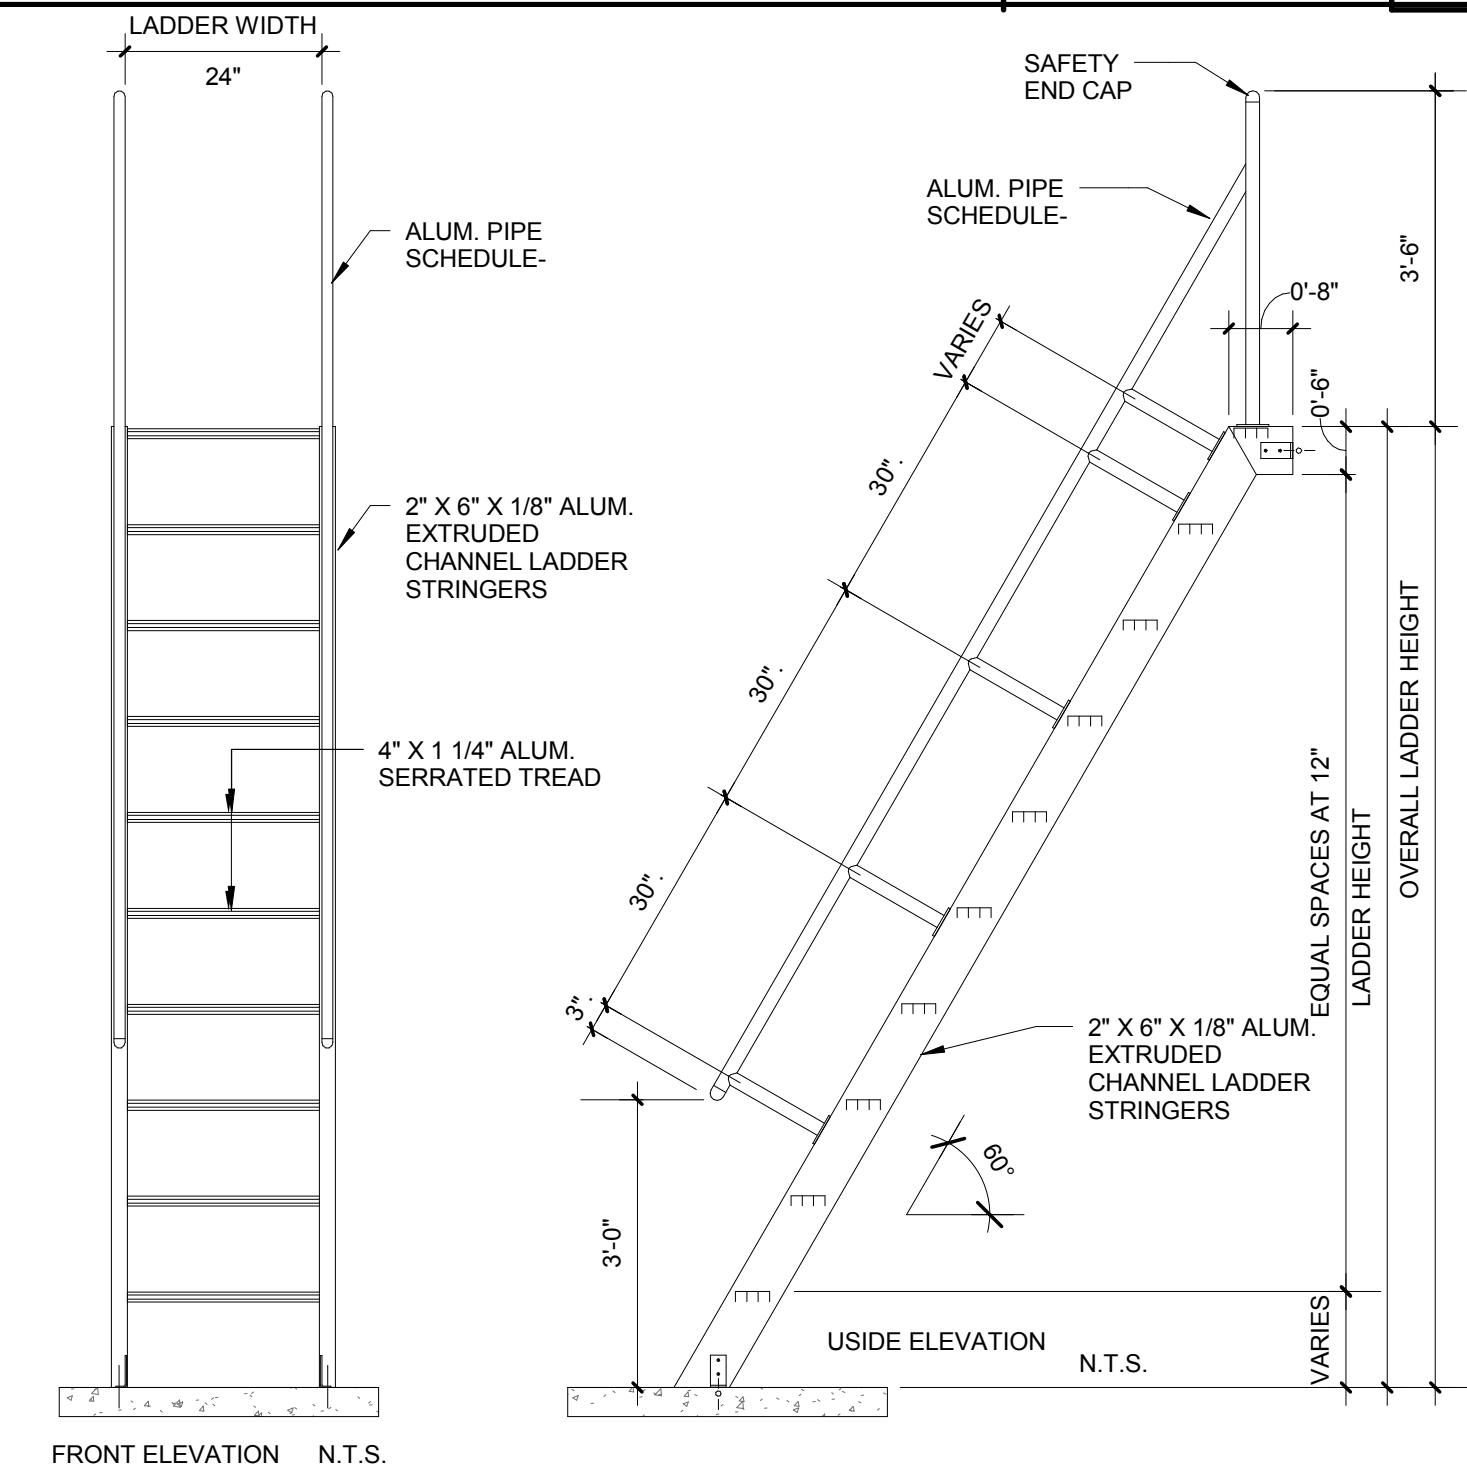 LADDER WIDTH
24"
ALUM. PIPE
SCHEDULE-
2" X 6" X 1/8" ALUM.
EXTRUDED
CHANNEL LADDER
STRINGERS
4" X 1 1/4" ALUM.
SERRATED TREAD
FRONT ELEVATION N.T.S.
SAFETY
END CAP
ALUM. PIPE
SCHEDULE-
3'-6"
0'-8"
0'-6"
VARIES
30".
30".
30".
3".
3'-0"
60°
2" X 6" X 1/8" ALUM.
EXTRUDED
CHANNEL LADDER
STRINGERS
EQUAL SPACES AT 12"
LADDER HEIGHT
OVERALL LADDER HEIGHT
VARIES
USIDE ELEVATION
N.T.S.